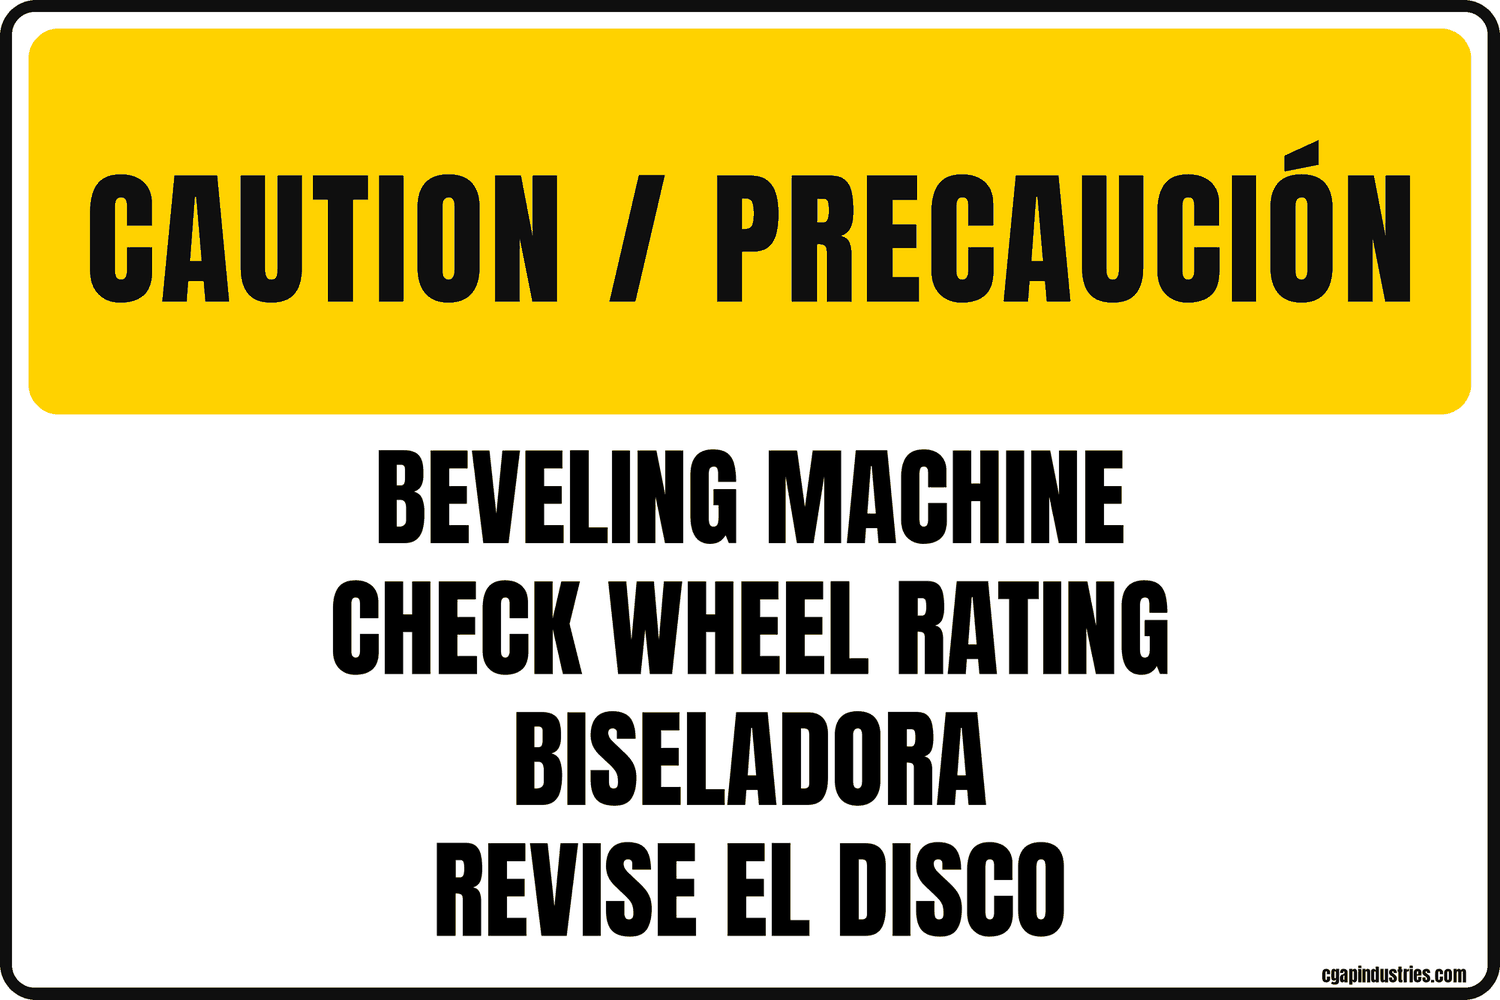 CAUTION / PRECAUCIÓN
BEVELING MACHINE
CHECK WHEEL RATING
BISELADORA
REVISE EL DISCO
cgapindustries.com